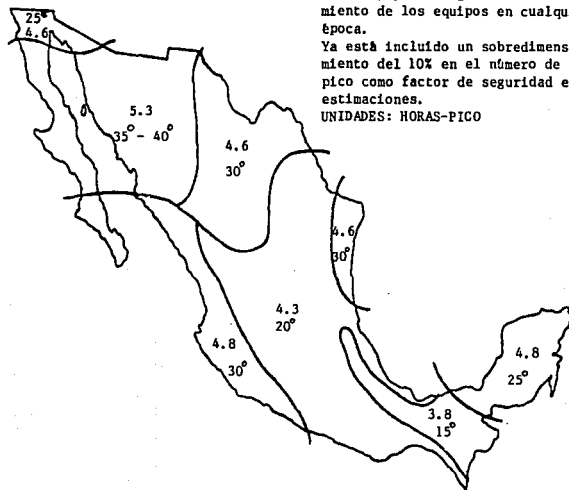 miento de los equipos en cualqu
época.
Ya está incluido un sobredimens
miento del 10% en el número de
pico como factor de seguridad e
estimaciones.
UNIDADES: HORAS-PICO
25°
4.6
5.3
35°- 40°
4.6
30°
4.6
30°
4.3
20°
4.8
30°
4.8
25°
3.8
15°